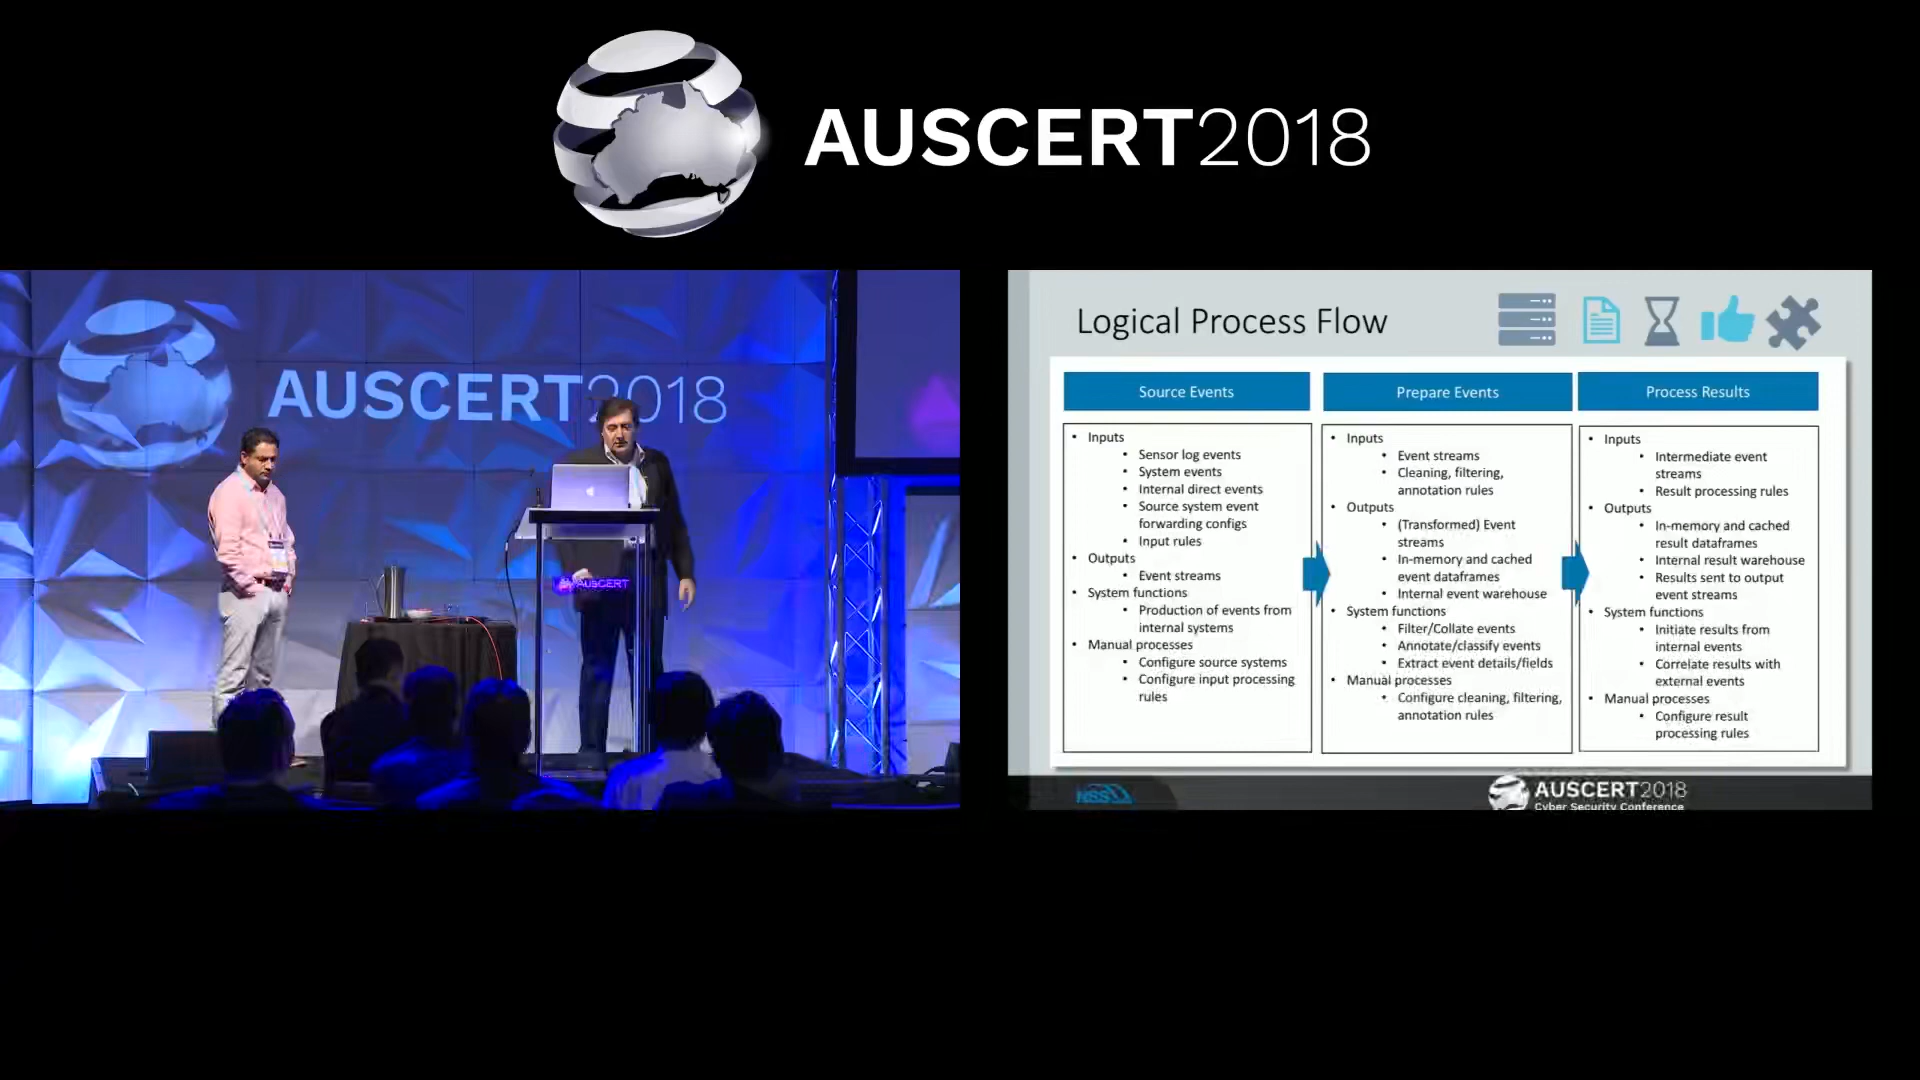 AUSCERT2018
AUSCERT2018
AUSCERT
Logical Process Flow
Source Events
• Inputs
• Sensor log events
• System events
• Internal direct events
• Source system event
forwarding configs
• Input rules
• Outputs
• Event streams
• System functions
• Production of events from
internal systems
• Manual processes
• Configure source systems
• Configure input processing
rules
Prepare Events
• Inputs
• Event streams
• Cleaning, filtering,
annotation rules
• Outputs
• (Transformed) Event
streams
• In-memory and cached
event dataframes
• Internal event warehouse
• System functions
• Filter/Collate events
• Annotate/classify events
• Extract event details/fields
• Manual processes
• Configure cleaning, filtering,
annotation rules
Process Results
• Inputs
• Intermediate event
streams
• Result processing rules
• Outputs
• In-memory and cached
result dataframes
• Internal result warehouse
• Results sent to output
event streams
• System functions
• Initiate results from
internal events
• Correlate results with
external events
• Manual processes
• Configure result
processing rules
NSS
AUSCERT2018
Cyber Security Conference